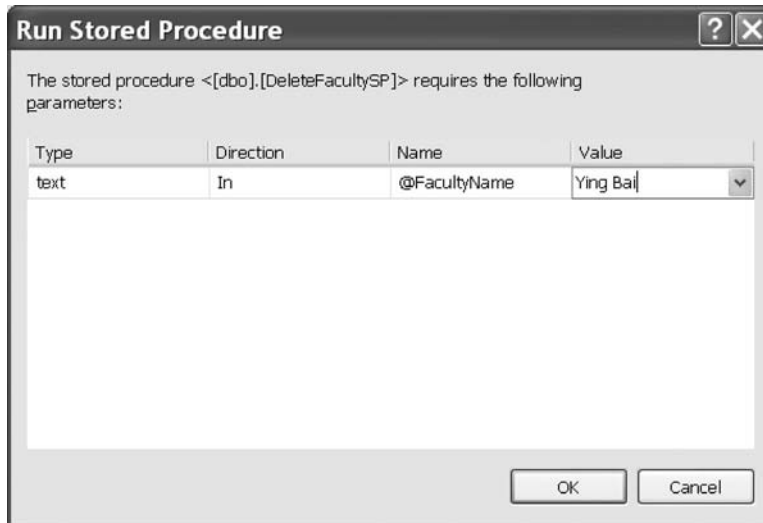 Run Stored Procedure
The stored procedure <[dbo].[DeleteFacultySP]> requires the following
parameters:
Type Direction Name Value
text In @FacultyName Ying Bai
OK Cancel